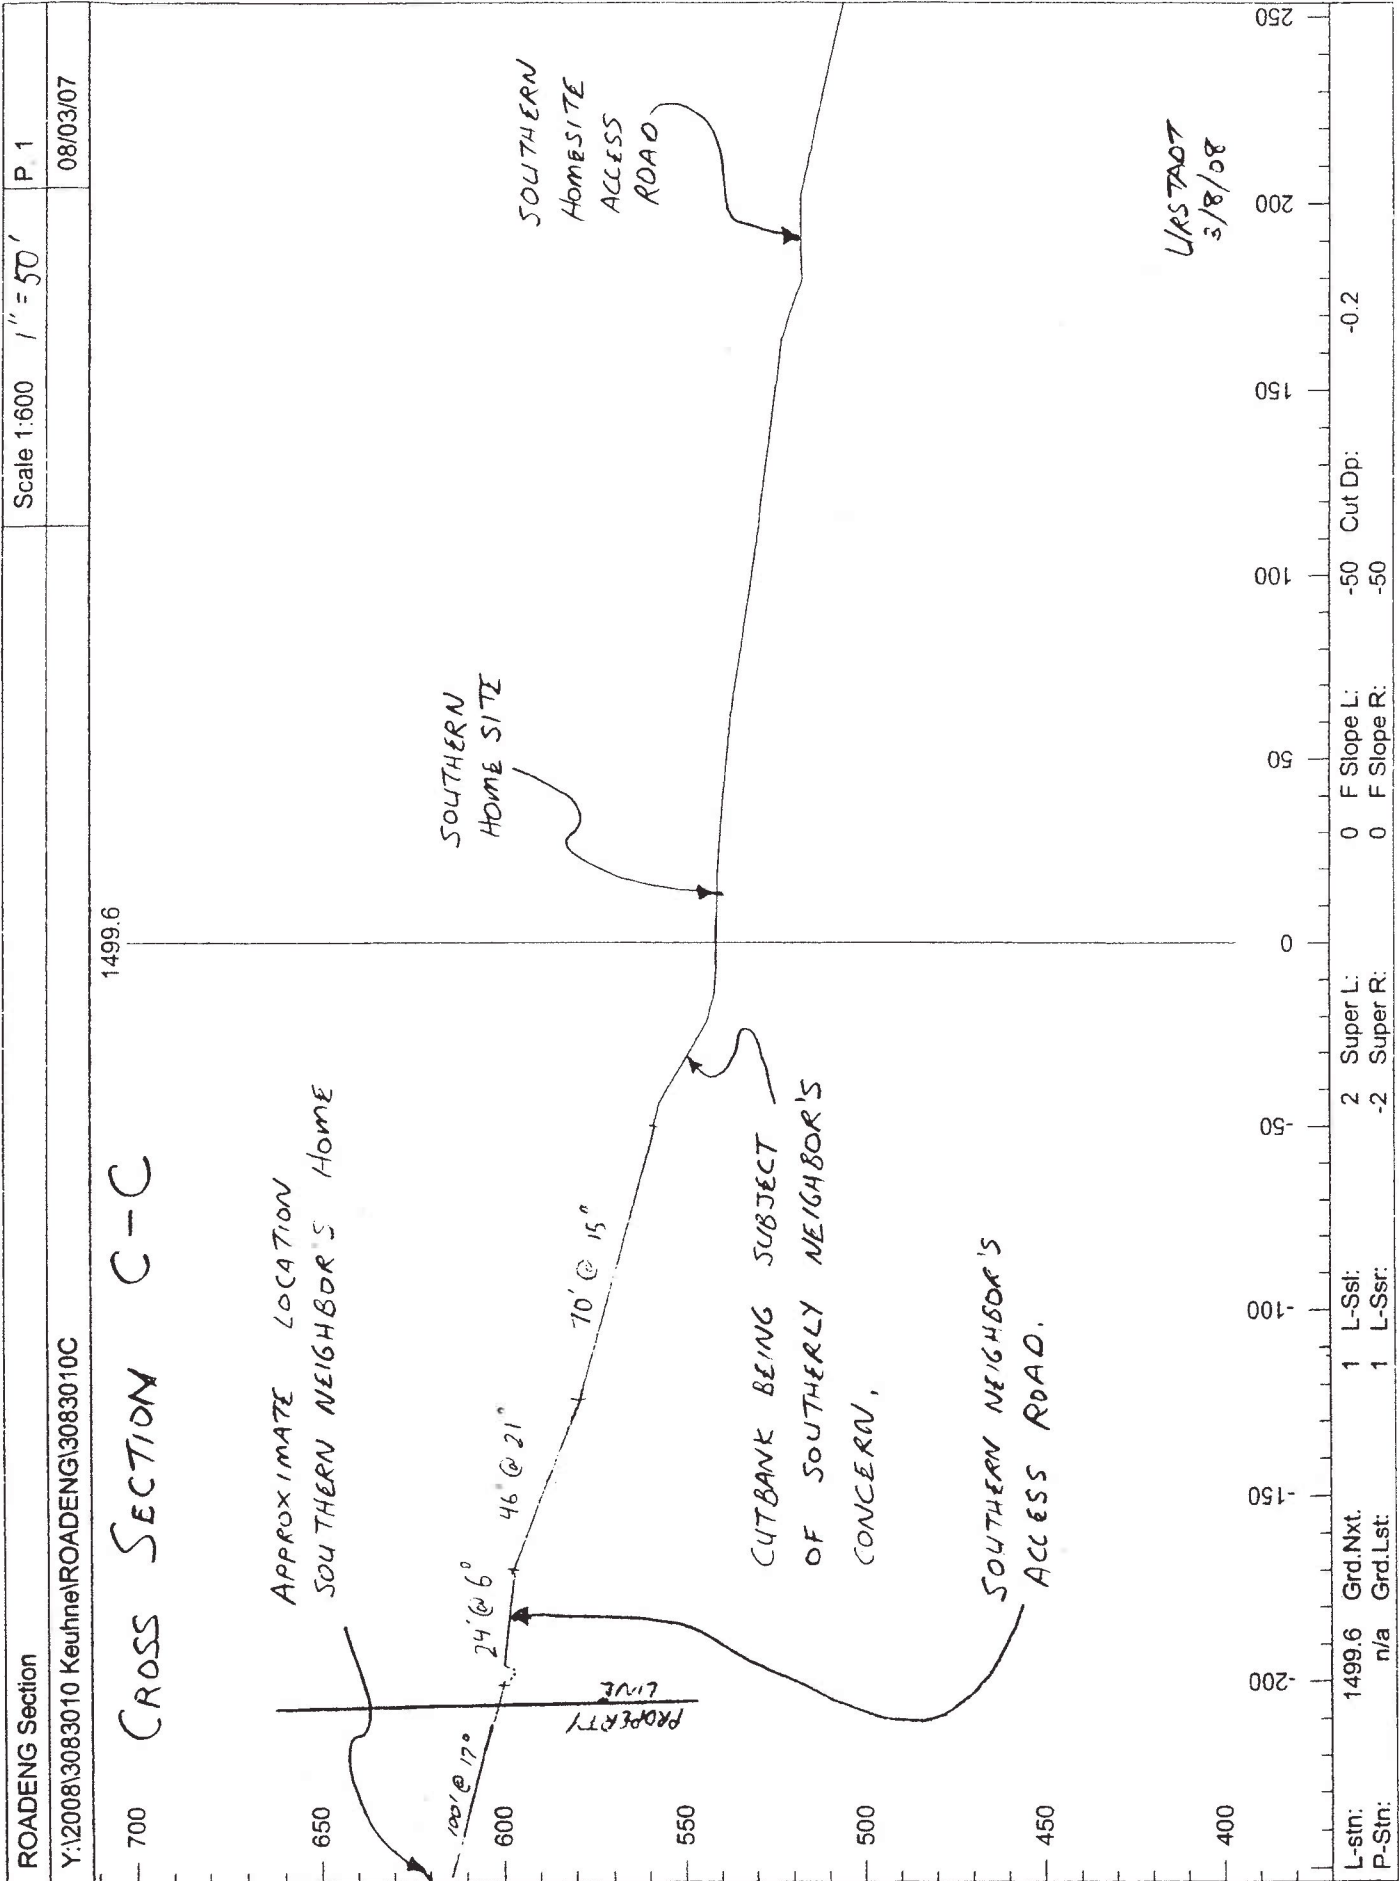 ROADENG Section
Scale 1:600 1" = 50'
P. 1
Y:\2008\3083010 Keuhne\ROADENG\3083010C
08/03/07
CROSS SECTION C-C
1499.6
APPROXIMATE LOCATION
SOUTHERN NEIGHBOR'S HOME
SOUTHERN
HOME SITE
SOUTHERN
HOMESITE
ACCESS
ROAD
100' @ 17°
PROPERTY
LINE
24' @ 6°
46' @ 21°
70' @ 15°
CUTBANK BEING SUBJECT
OF SOUTHERLY NEIGHBOR'S
CONCERN.
SOUTHERN NEIGHBOR'S
ACCESS ROAD.
URSTADT
3/8/08
700
650
600
550
500
450
400
-200 -150 -100 -50 0 50 100 150 200 250
L-stn: 1499.6 Grd.Nxt. 1 L-Ssl: 2 Super L: 0 F Slope L: -50 Cut Dp: -0.2
P-Stn: n/a Grd.Lst: 1 L-Ssr: -2 Super R: 0 F Slope R: -50